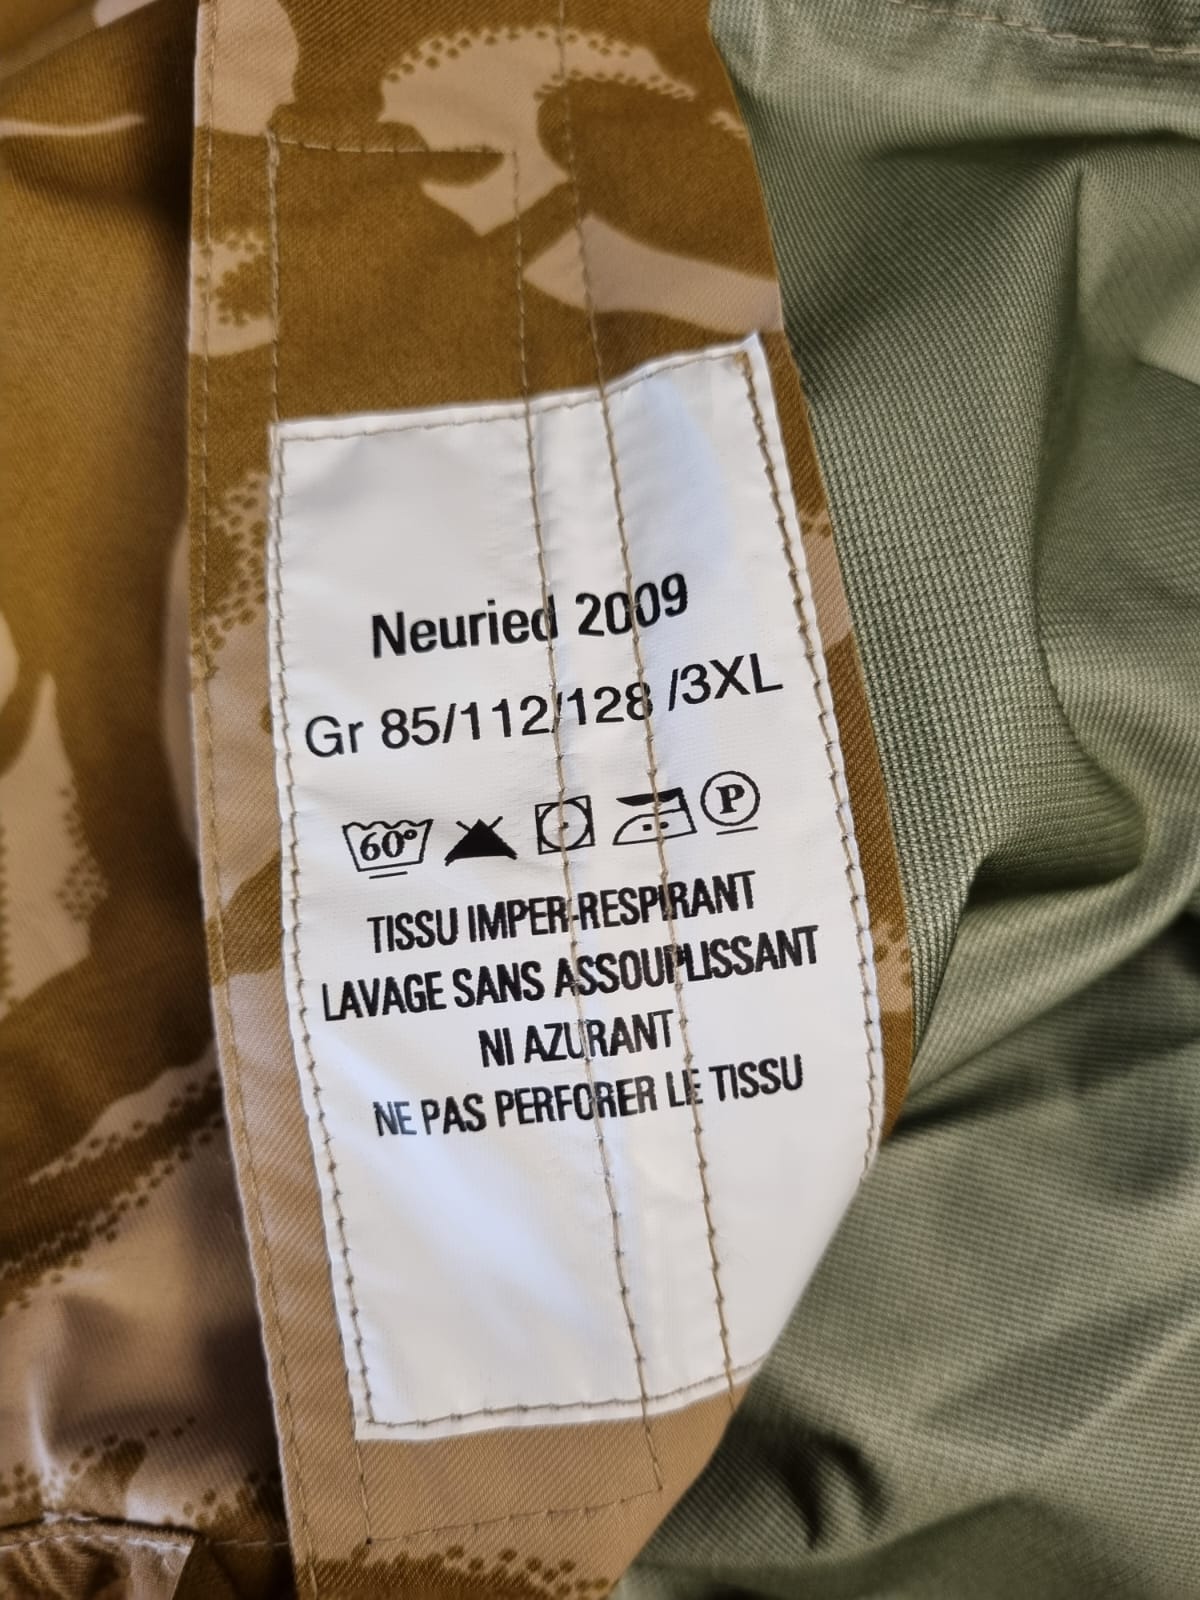 Neuried 2009
Gr 85/112/128 /3XL
60° P
TISSU IMPER-RESPIRANT
LAVAGE SANS ASSOUPLISSANT
NI AZURANT
NE PAS PERFORER LE TISSU